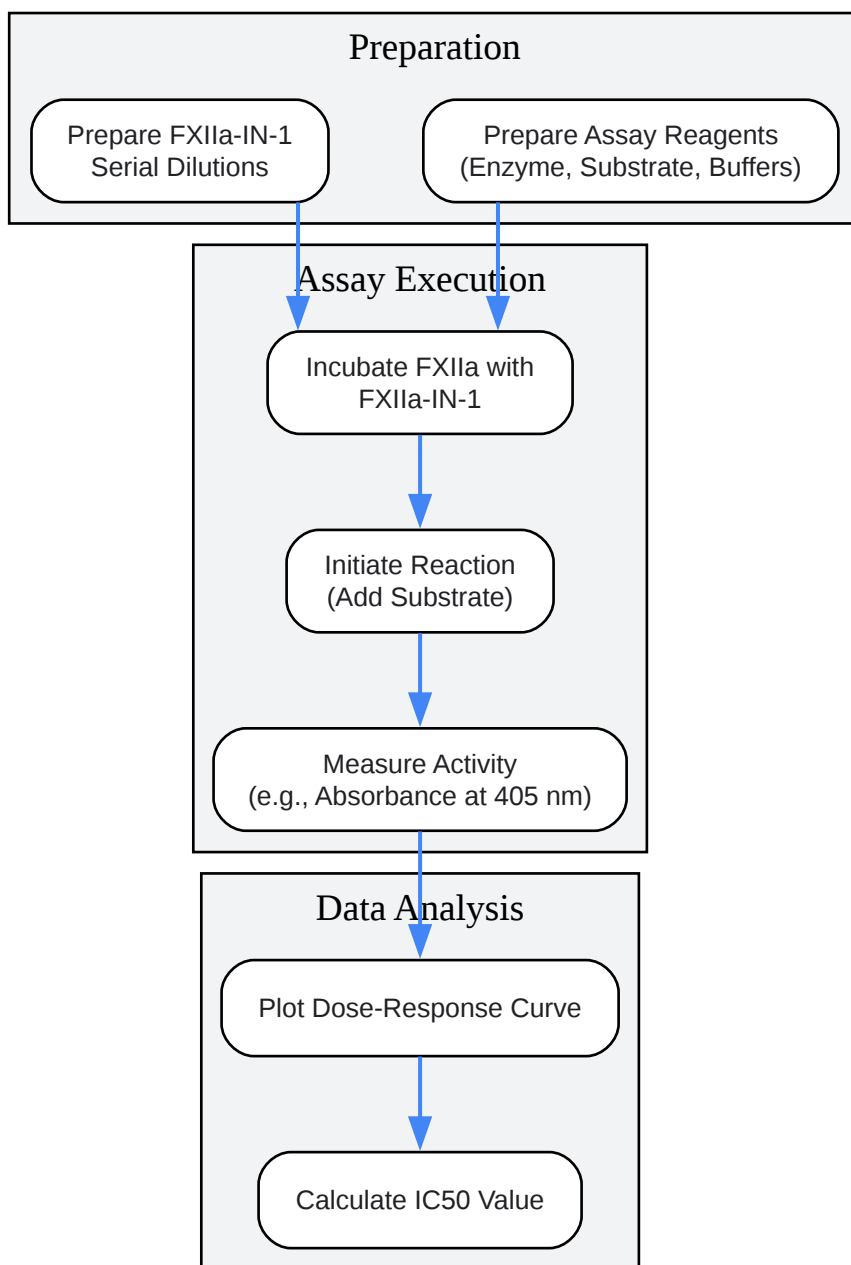 Preparation
Prepare FXIIa-IN-1
Serial Dilutions
Prepare Assay Reagents
(Enzyme, Substrate, Buffers)
Assay Execution
Incubate FXIIa with
FXIIa-IN-1
Initiate Reaction
(Add Substrate)
Measure Activity
(e.g., Absorbance at 405 nm)
Data Analysis
Plot Dose-Response Curve
Calculate IC50 Value